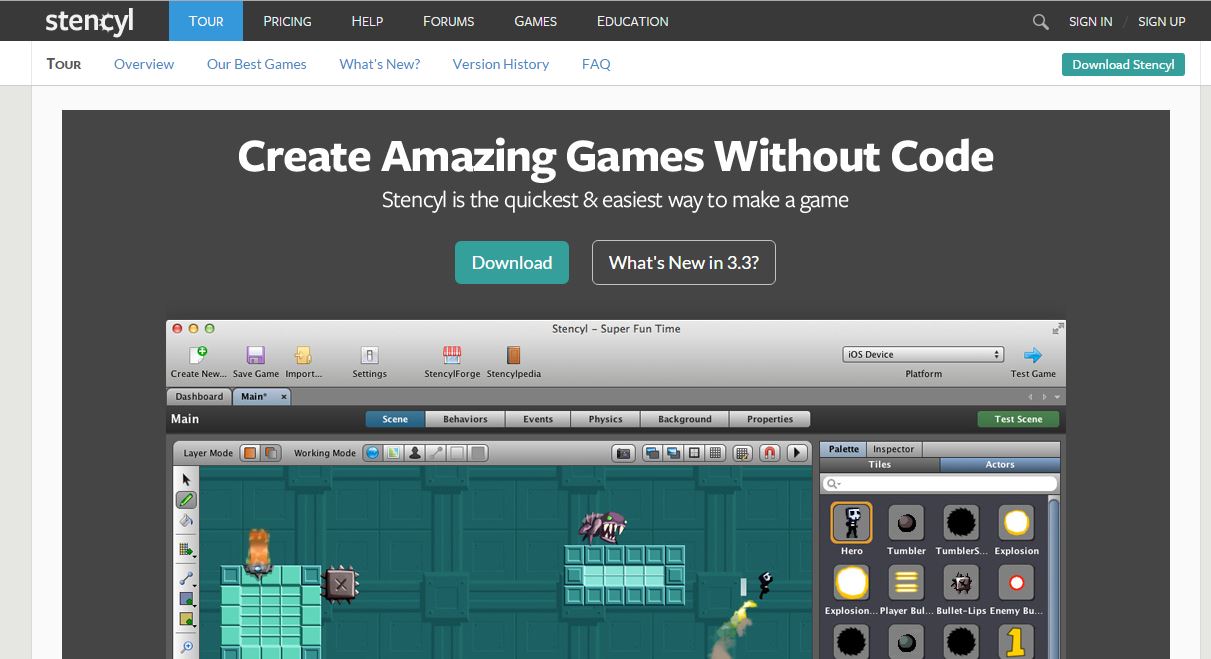 stencyl TOUR PRICING HELP FORUMS GAMES EDUCATION SIGN IN / SIGN UP
TOUR Overview Our Best Games What's New? Version History FAQ Download Stencyl
Create Amazing Games Without Code
Stencyl is the quickest & easiest way to make a game
Download What's New in 3.3?
Stencyl - Super Fun Time
iOS Device
Create New... Save Game Import... Settings StencylForge Stencylpedia Platform Test Game
Dashboard Main* ×
Main Scene Behaviors Events Physics Background Properties Test Scene
Palette Inspector
Layer Mode Working Mode
Tiles Actors
Hero Tumbler TumblerS... Explosion
Explosion... Player Bul... Bullet-Lips Enemy Bu...
1